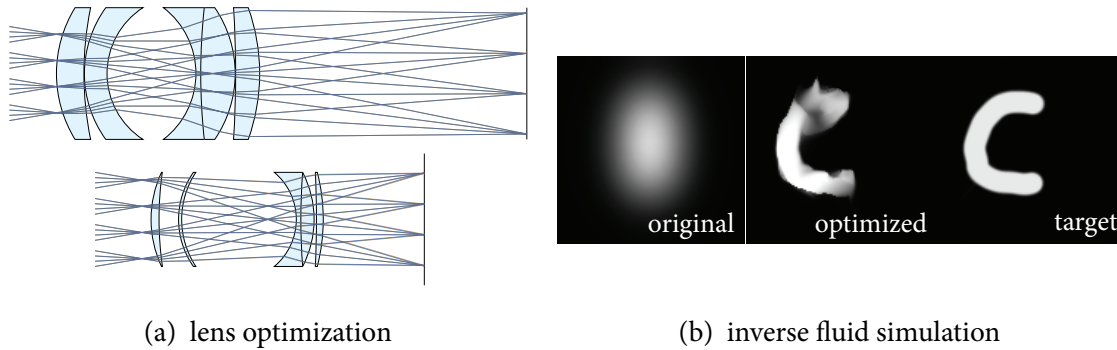 original
optimized
target
(a) lens optimization
(b) inverse fluid simulation